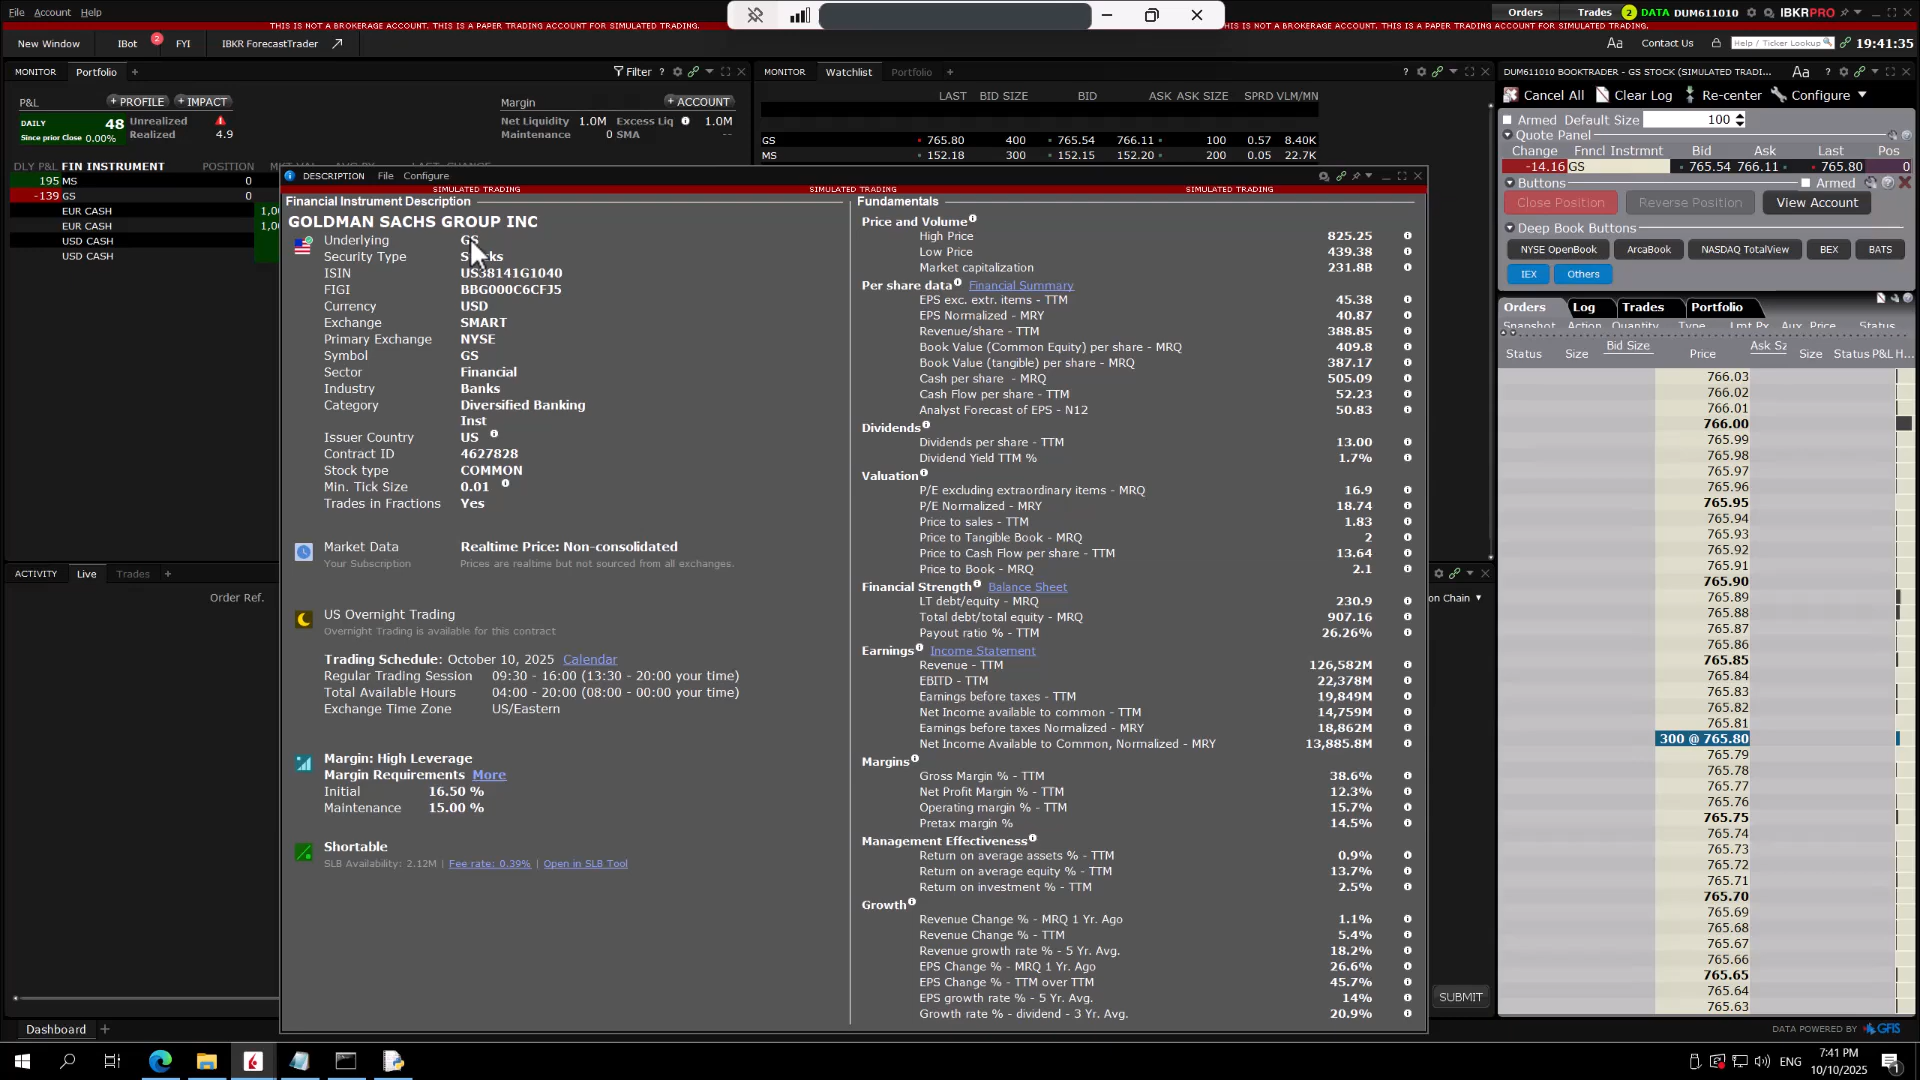 File Account Help
THIS IS NOT A BROKERAGE ACCOUNT. THIS IS A PAPER TRADING ACCOUNT FOR SIMULATED TRADING.
THIS IS NOT A BROKERAGE ACCOUNT. THIS IS A PAPER TRADING ACCOUNT FOR SIMULATED TRADING.
Orders Trades 2 DATA DUM611010 IBKRPRO
New Window IBot 2 FYI IBKR ForecastTrader
Aa Contact Us Help / Ticker Lookup 19:41:35
MONITOR Portfolio + Filter ?
P&L + PROFILE + IMPACT Margin + ACCOUNT
DAILY 48 Unrealized Net Liquidity 1.0M Excess Liq 1.0M
Since prior Close 0.00% Realized 4.9 Maintenance 0 SMA --
DLY P&L FIN INSTRUMENT POSITION
195 MS 0
-139 GS 0
EUR CASH
EUR CASH
USD CASH
USD CASH
MONITOR Watchlist Portfolio + ?
LAST BID SIZE BID ASK ASK SIZE SPRD VLM/MN
GS 765.80 400 765.54 766.11 100 0.57 8.40K
MS 152.18 300 152.15 152.20 200 0.05 22.7K
ACTIVITY Live Trades +
Order Ref.
DESCRIPTION File Configure
SIMULATED TRADING SIMULATED TRADING SIMULATED TRADING
Financial Instrument Description
GOLDMAN SACHS GROUP INC
Underlying GS
Security Type
ISIN US38141G1040
FIGI BBG000C6CFJ5
Currency USD
Exchange SMART
Primary Exchange NYSE
Symbol GS
Sector Financial
Industry Banks
Category Diversified Banking
Inst
Issuer Country US
Contract ID 4627828
Stock type COMMON
Min. Tick Size 0.01
Trades in Fractions Yes
Market Data Realtime Price: Non-consolidated
Your Subscription Prices are realtime but not sourced from all exchanges.
US Overnight Trading
Overnight Trading is available for this contract
Trading Schedule: October 10, 2025 Calendar
Regular Trading Session 09:30 - 16:00 (13:30 - 20:00 your time)
Total Available Hours 04:00 - 20:00 (08:00 - 00:00 your time)
Exchange Time Zone US/Eastern
Margin: High Leverage
Margin Requirements More
Initial 16.50 %
Maintenance 15.00 %
Shortable
SLB Availability: 2.12M | Fee rate: 0.39% | Open in SLB Tool
Fundamentals
Price and Volume
High Price 825.25
Low Price 439.38
Market capitalization 231.8B
Per share data Financial Summary
EPS exc. extr. items - TTM 45.38
EPS Normalized - MRY 40.87
Revenue/share - TTM 388.85
Book Value (Common Equity) per share - MRQ 409.8
Book Value (tangible) per share - MRQ 387.17
Cash per share - MRQ 505.09
Cash Flow per share - TTM 52.23
Analyst Forecast of EPS - N12 50.83
Dividends
Dividends per share - TTM 13.00
Dividend Yield TTM % 1.7%
Valuation
P/E excluding extraordinary items - MRQ 16.9
P/E Normalized - MRY 18.74
Price to sales - TTM 1.83
Price to Tangible Book - MRQ 2
Price to Cash Flow per share - TTM 13.64
Price to Book - MRQ 2.1
Financial Strength Balance Sheet
LT debt/equity - MRQ 230.9
Total debt/total equity - MRQ 907.16
Payout ratio % - TTM 26.26%
Earnings Income Statement
Revenue - TTM 126,582M
EBITD - TTM 22,378M
Earnings before taxes - TTM 19,849M
Net Income available to common - TTM 14,759M
Earnings before taxes Normalized - MRY 18,862M
Net Income Available to Common, Normalized - MRY 13,885.8M
Margins
Gross Margin % - TTM 38.6%
Net Profit Margin % - TTM 12.3%
Operating margin % - TTM 15.7%
Pretax margin % 14.5%
Management Effectiveness
Return on average assets % - TTM 0.9%
Return on average equity % - TTM 13.7%
Return on investment % - TTM 2.5%
Growth
Revenue Change % - MRQ 1 Yr. Ago 1.1%
Revenue Change % - TTM 5.4%
Revenue growth rate % - 5 Yr. Avg. 18.2%
EPS Change % - MRQ 1 Yr. Ago 26.6%
EPS Change % - TTM over TTM 45.7%
EPS growth rate % - 5 Yr. Avg. 14%
Growth rate % - dividend - 3 Yr. Avg. 20.9%
on Chain
SUBMIT
DUM611010 BOOKTRADER - GS STOCK (SIMULATED TRADI... Aa ?
Cancel All Clear Log Re-center Configure
Armed Default Size 100
Quote Panel
Change Fnncl Instrmnt Bid Ask Last Pos
-14.16 GS 765.54 766.11 765.80 0
Buttons Armed
Close Position Reverse Position View Account
Deep Book Buttons
NYSE OpenBook ArcaBook NASDAQ TotalView BEX BATS
IEX Others
Orders Log Trades Portfolio
Snapshot Action Quantity Type Lmt Px Aux. Price Status
Status Size Bid Size Price Ask Sz Size Status P&L H...
766.03
766.02
766.01
766.00
765.99
765.98
765.97
765.96
765.95
765.94
765.93
765.92
765.91
765.90
765.89
765.88
765.87
765.86
765.85
765.84
765.83
765.82
765.81
300 @ 765.80
765.79
765.78
765.77
765.76
765.75
765.74
765.73
765.72
765.71
765.70
765.69
765.68
765.67
765.66
765.65
765.64
765.63
Dashboard +
DATA POWERED BY GFIS
ENG 7:41 PM
10/10/2025 1